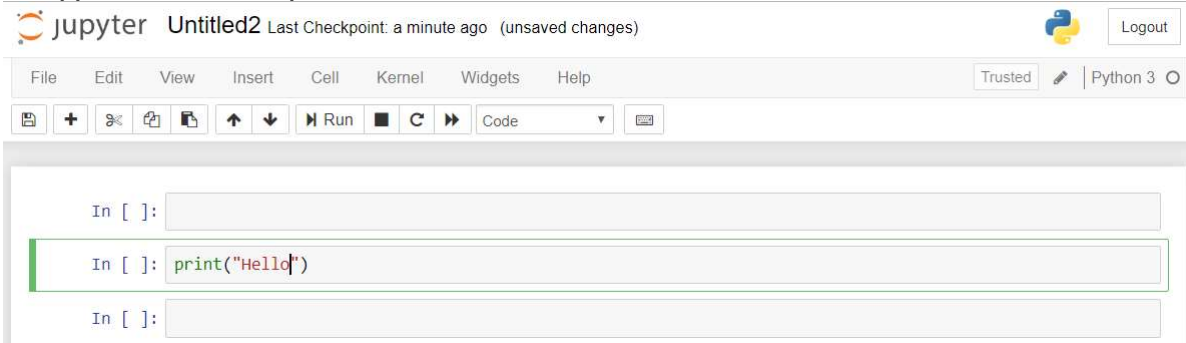 jupyter Untitled2 Last Checkpoint: a minute ago (unsaved changes) Logout
File Edit View Insert Cell Kernel Widgets Help Trusted Python 3
Run Code
In [ ]:
In [ ]: print("Hello")
In [ ]: